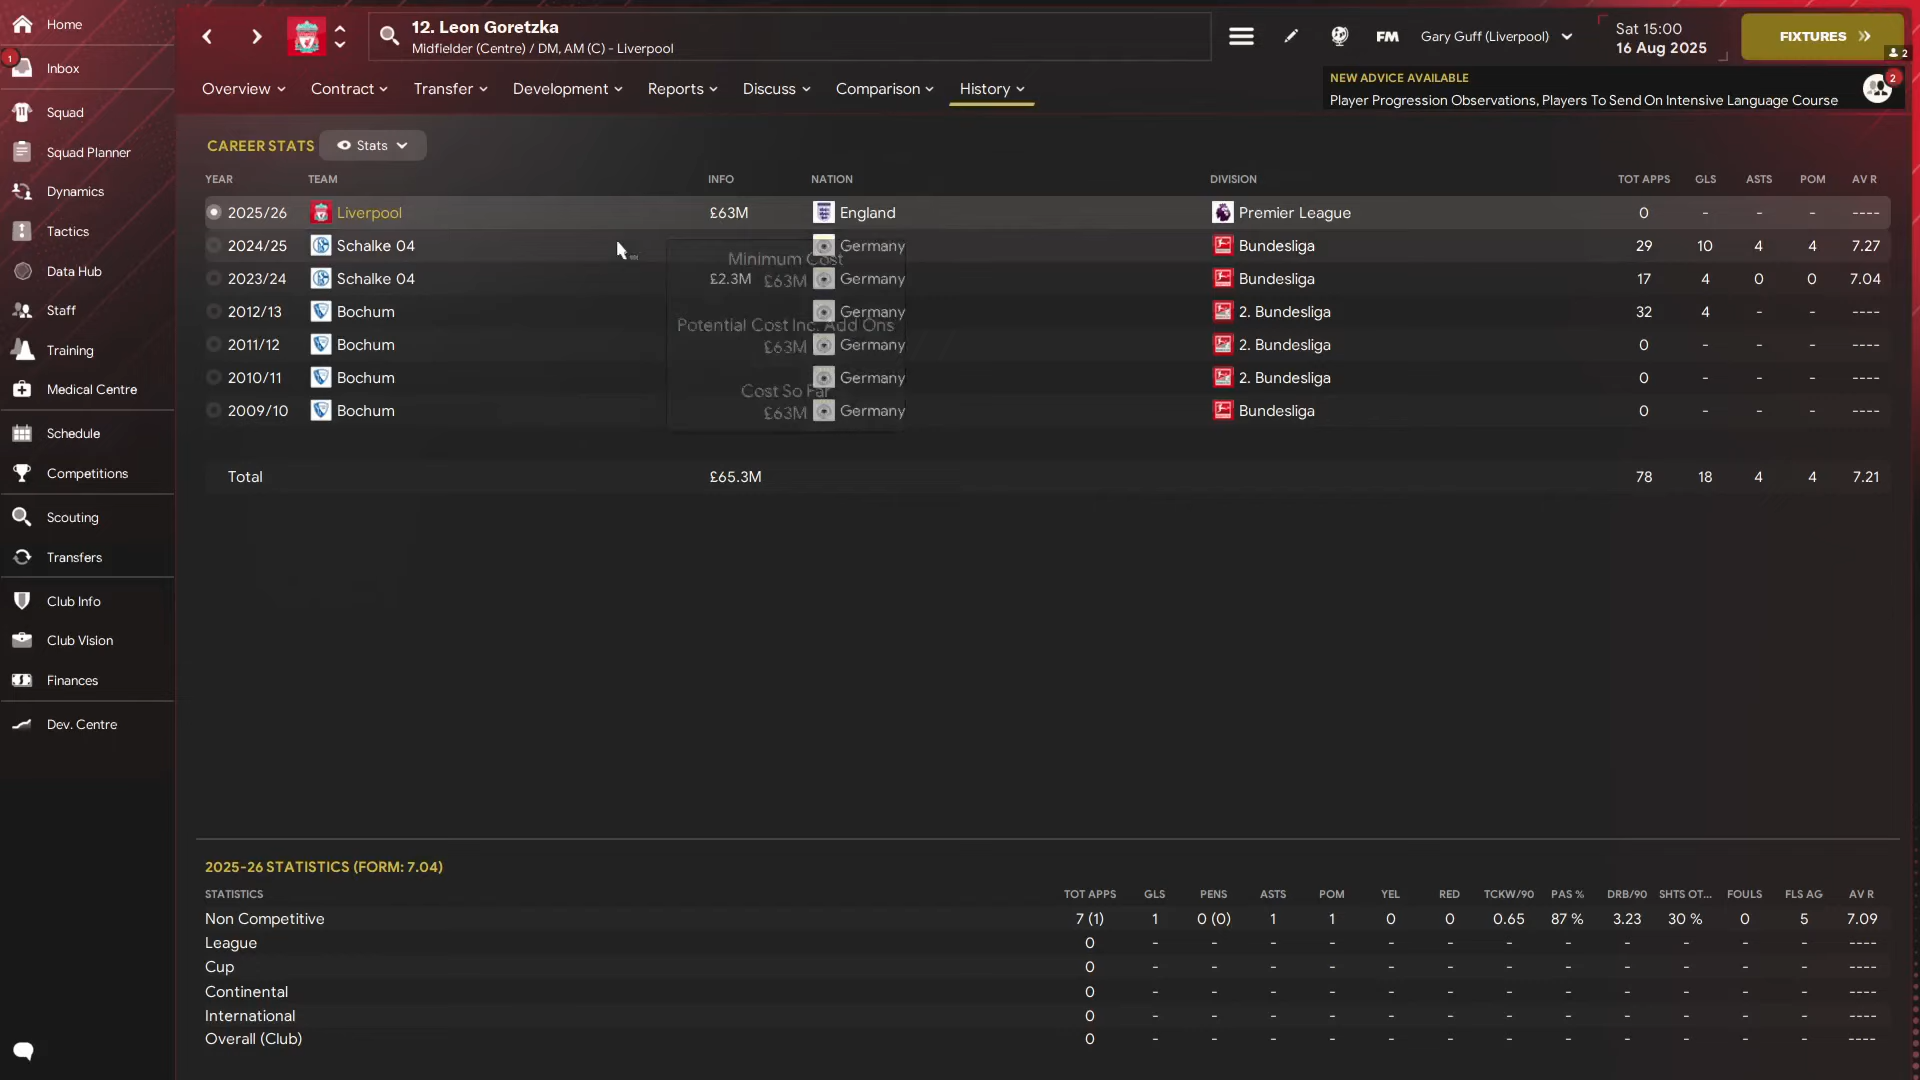 Home
1
Inbox
Squad
Squad Planner
Dynamics
Tactics
Data Hub
Staff
Training
Medical Centre
Schedule
Competitions
Scouting
Transfers
Club Info
Club Vision
Finances
Dev. Centre
12. Leon Goretzka
Midfielder (Centre) / DM, AM (C) - Liverpool
FM
Gary Guff (Liverpool)
Sat 15:00
16 Aug 2025
FIXTURES
2
Overview Contract Transfer Development Reports Discuss Comparison History
NEW ADVICE AVAILABLE
Player Progression Observations, Players To Send On Intensive Language Course
2
CAREER STATS Stats
YEAR TEAM INFO NATION DIVISION TOT APPS GLS ASTS POM AV R
2025/26 Liverpool £63M England Premier League 0 - - - ----
2024/25 Schalke 04 Germany Bundesliga 29 10 4 4 7.27
Minimum Cost
2023/24 Schalke 04 £2.3M £63M Germany Bundesliga 17 4 0 0 7.04
2012/13 Bochum Germany 2. Bundesliga 32 4 - - ----
Potential Cost Inc. Add Ons
2011/12 Bochum £63M Germany 2. Bundesliga 0 - - - ----
2010/11 Bochum Germany 2. Bundesliga 0 - - - ----
Cost So Far
2009/10 Bochum £63M Germany Bundesliga 0 - - - ----
Total £65.3M 78 18 4 4 7.21
2025-26 STATISTICS (FORM: 7.04)
STATISTICS TOT APPS GLS PENS ASTS POM YEL RED TCKW/90 PAS % DRB/90 SHTS OT... FOULS FLS AG AV R
Non Competitive 7 (1) 1 0 (0) 1 1 0 0 0.65 87 % 3.23 30 % 0 5 7.09
League 0 - - - - - - - - - - - - ----
Cup 0 - - - - - - - - - - - - ----
Continental 0 - - - - - - - - - - - - ----
International 0 - - - - - - - - - - - - ----
Overall (Club) 0 - - - - - - - - - - - - ----